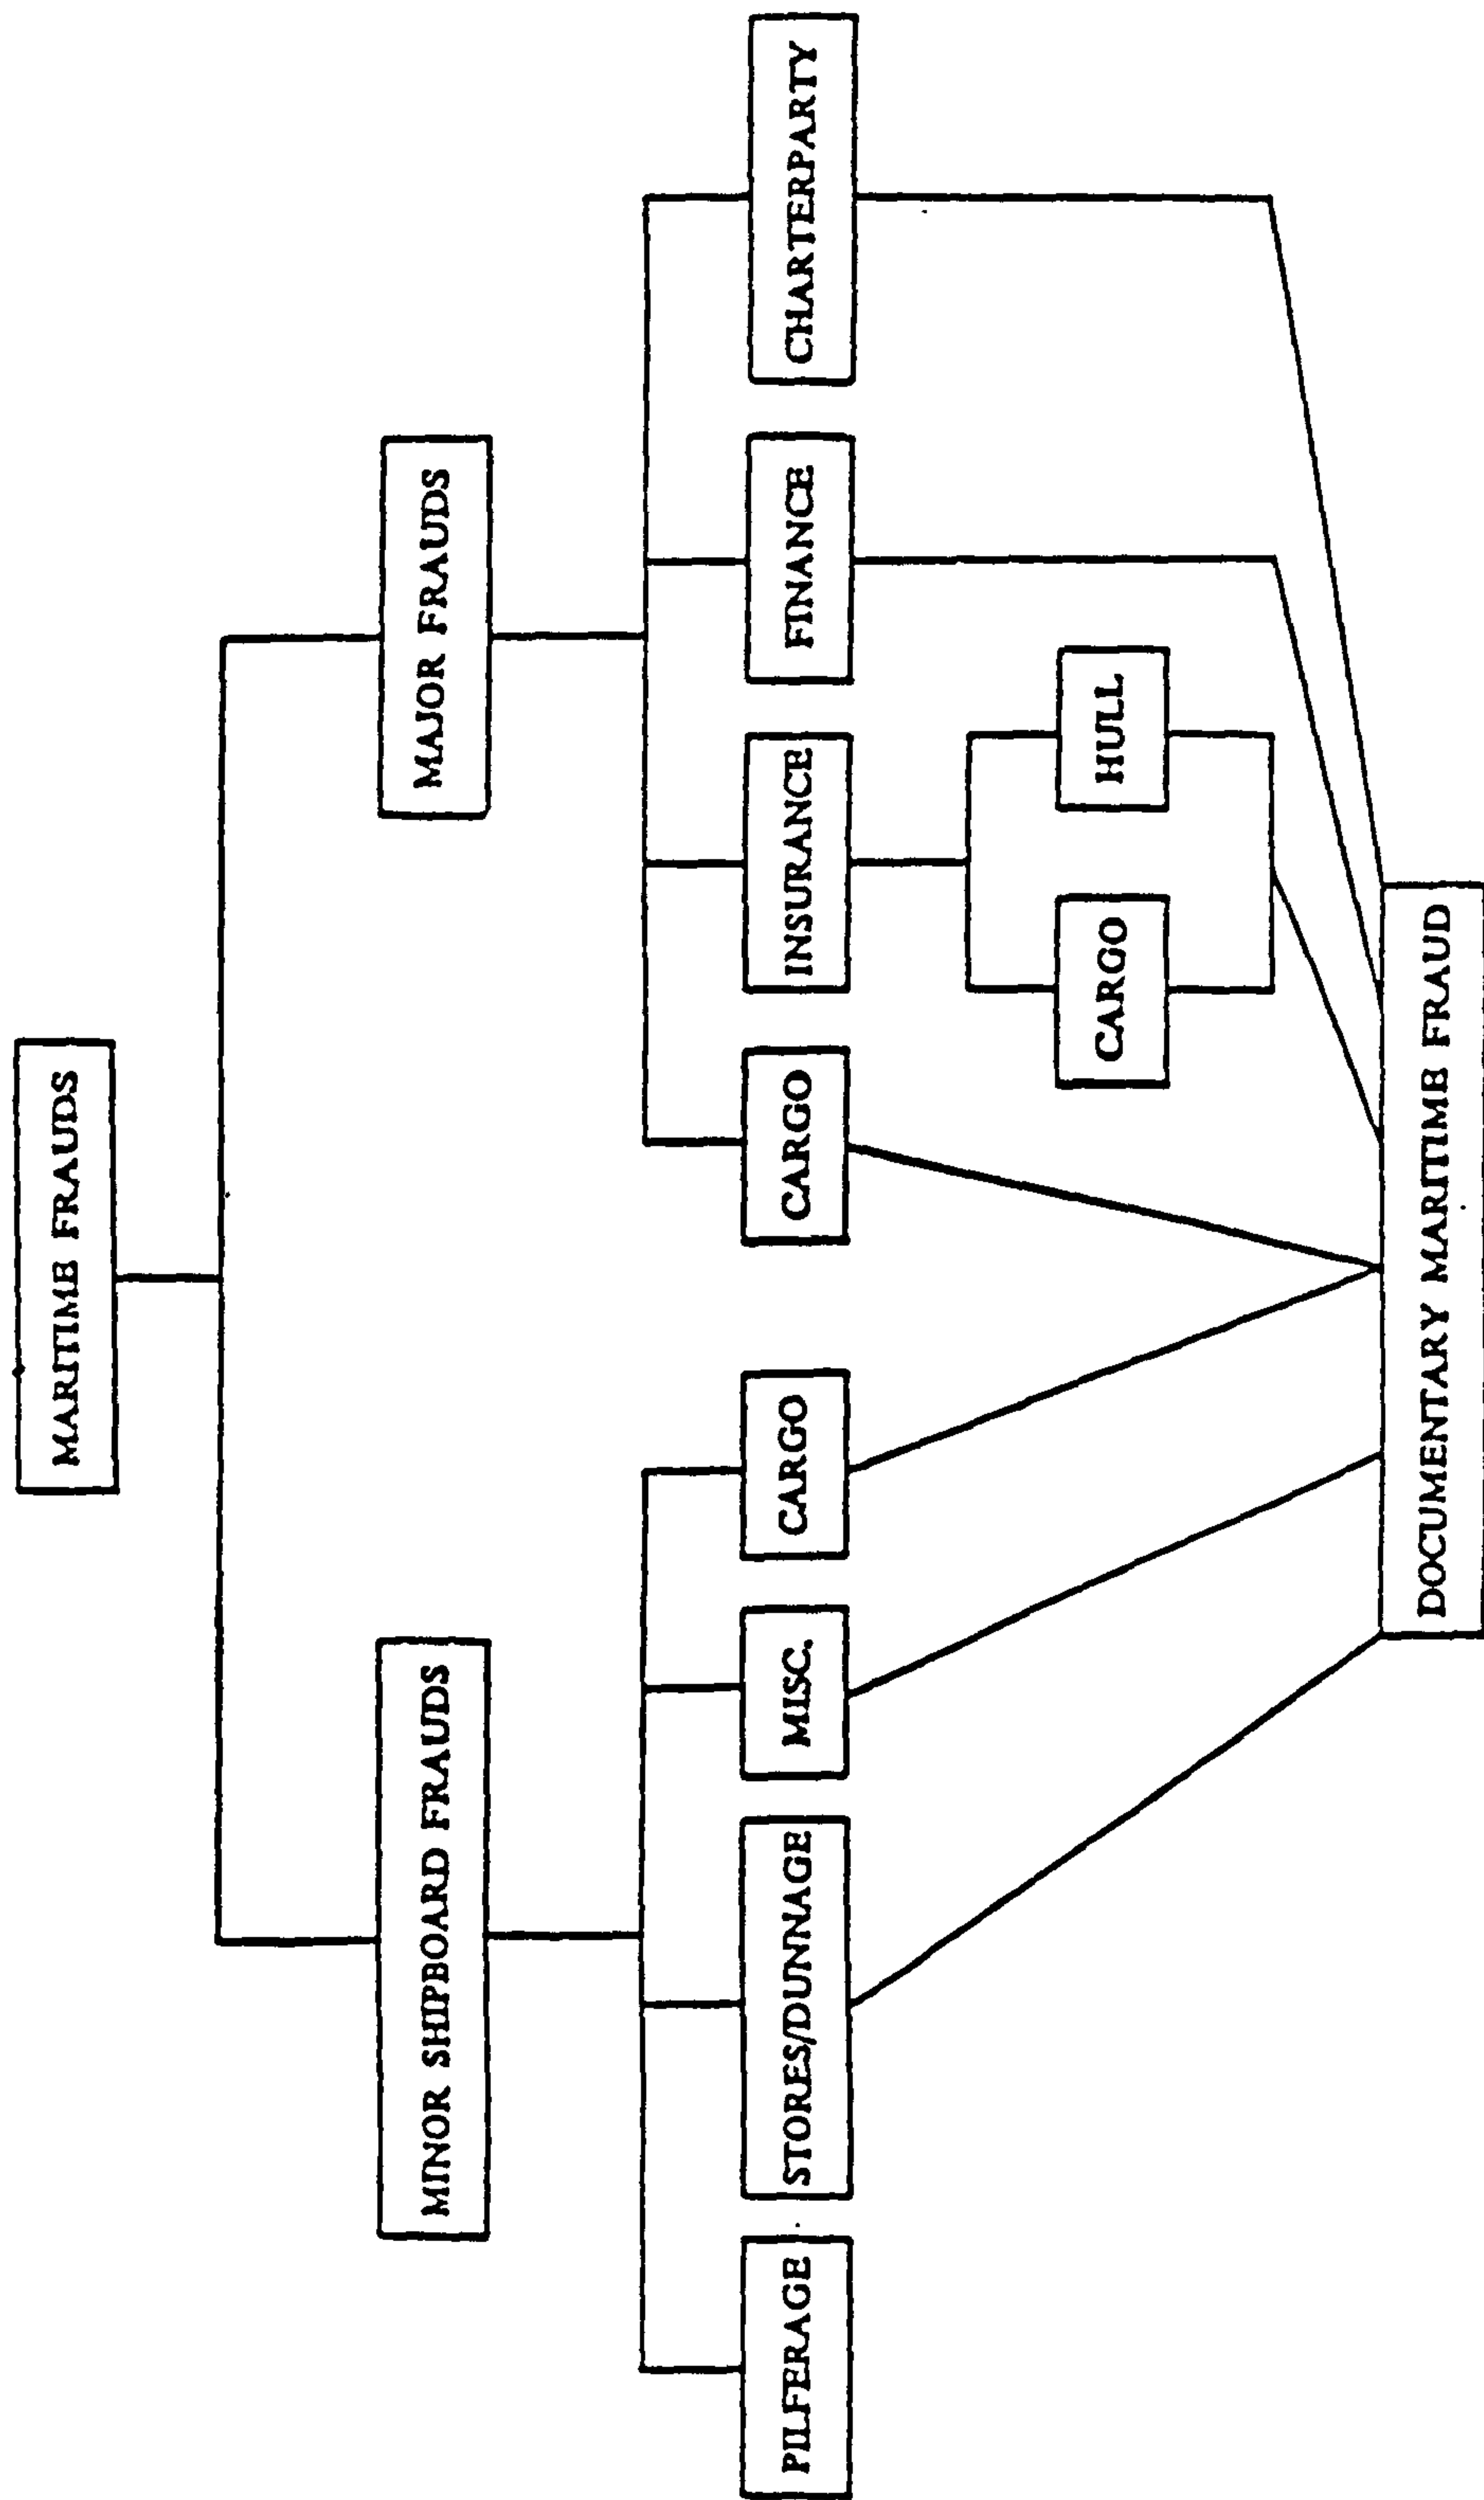 MARITIME FRAUDS
MINOR SHIPBOARD FRAUDS
MAJOR FRAUDS
PILFERAGE
STORES/DUNNAGE
MISC.
CARGO
CARGO
INSURANCE
FINANCE
CHARTERPARTY
CARGO
HULL
DOCUMENTARY MARITIME FRAUD